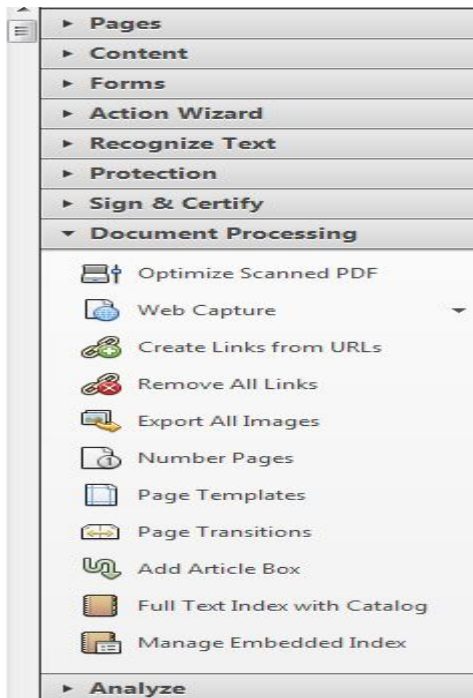 Pages
Content
Forms
Action Wizard
Recognize Text
Protection
Sign & Certify
Document Processing
Optimize Scanned PDF
Web Capture
Create Links from URLs
Remove All Links
Export All Images
Number Pages
Page Templates
Page Transitions
Add Article Box
Full Text Index with Catalog
Manage Embedded Index
Analyze